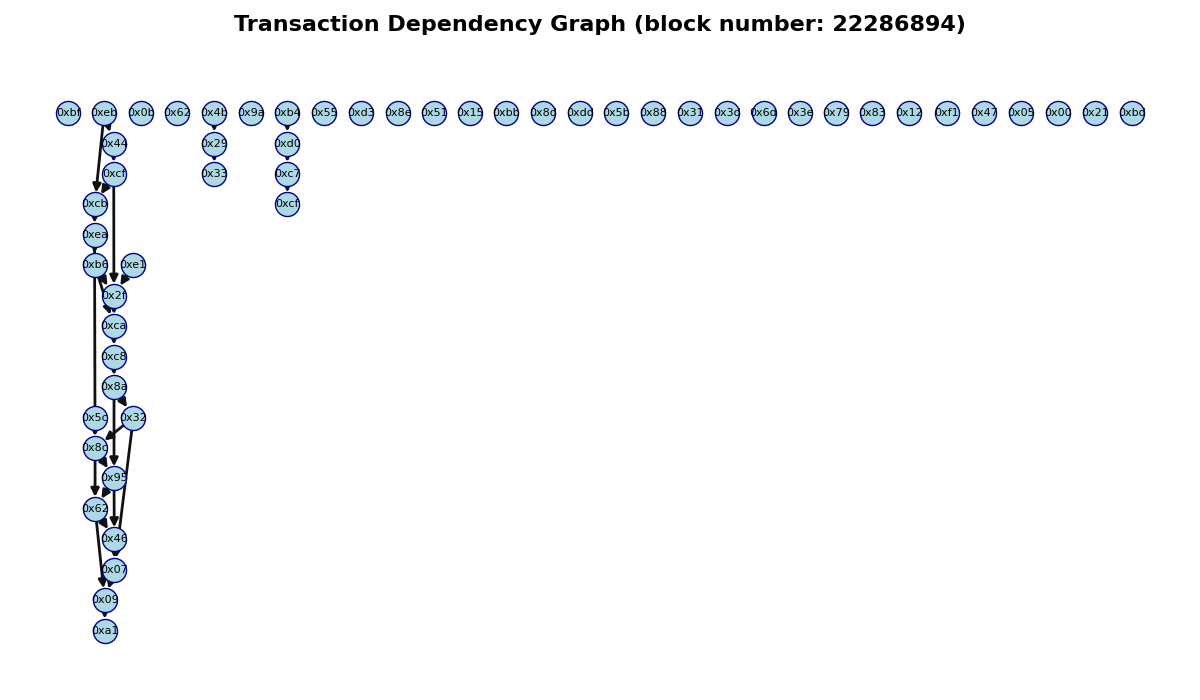 Transaction Dependency Graph (block number: 22286894)
0xbf 0xeb 0x0b 0x62 0x4b 0x9a 0xb4 0x55 0xd3 0x8e 0x51 0x15 0xbb 0x8d 0xdd 0x5b 0x88 0x31 0x3d 0x6d 0x3e 0x79 0x83 0x12 0xf1 0x47 0x05 0x00 0x21 0xbd
0x44 0x29 0xd0
0xcf 0x33 0xc7
0xcb 0xcf
0xea
0xb6 0xe1
0x2f
0xca
0xc8
0x8a
0x5c 0x32
0x8c
0x95
0x62
0x46
0x07
0x09
0xa1